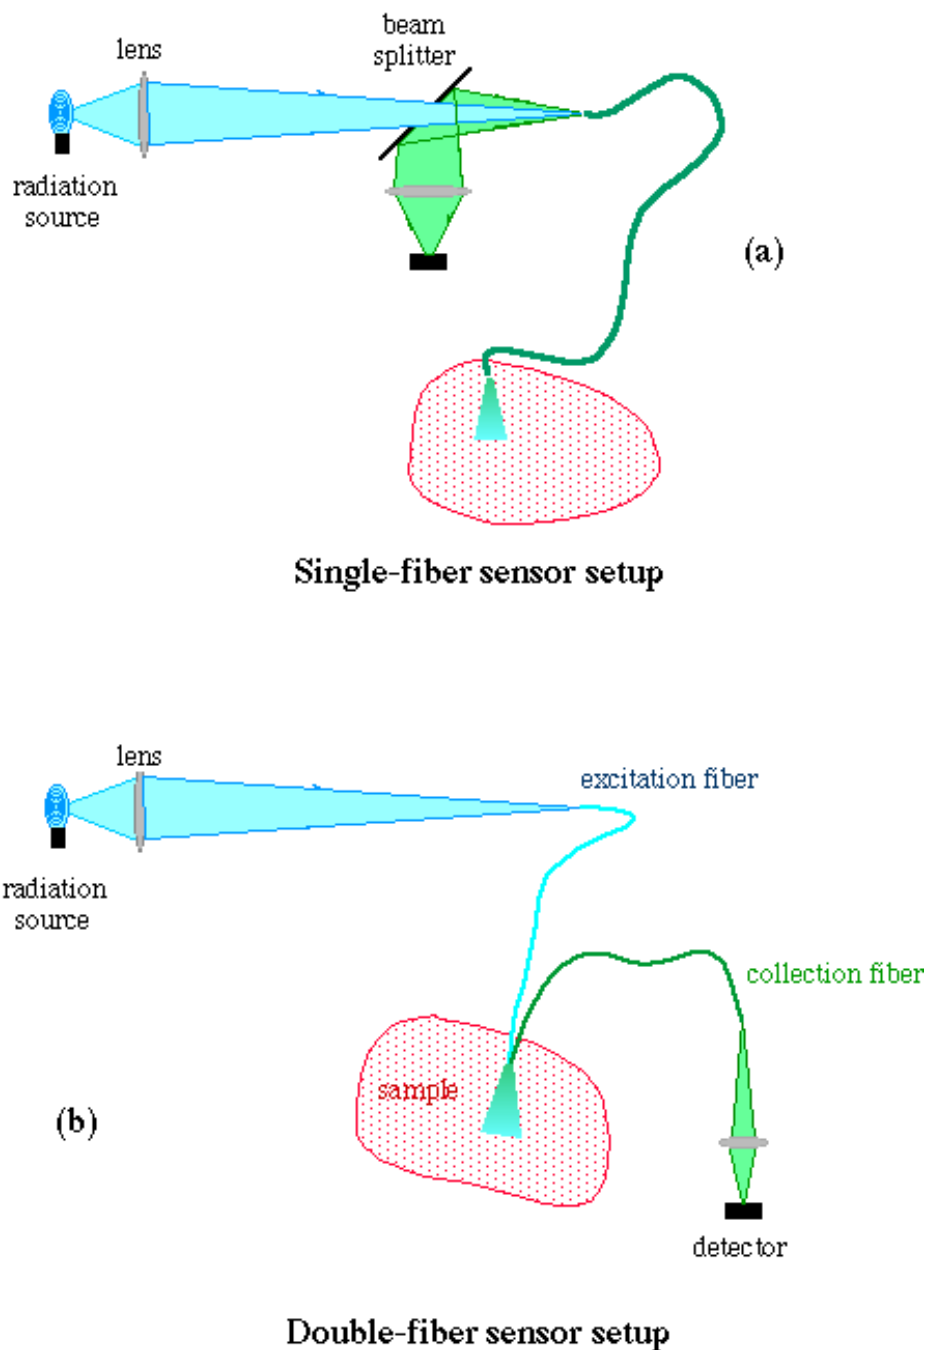 beam
splitter
lens
radiation
source
(a)
Single-fiber sensor setup
lens
excitation fiber
radiation
source
collection fiber
sample
(b)
detector
Double-fiber sensor setup